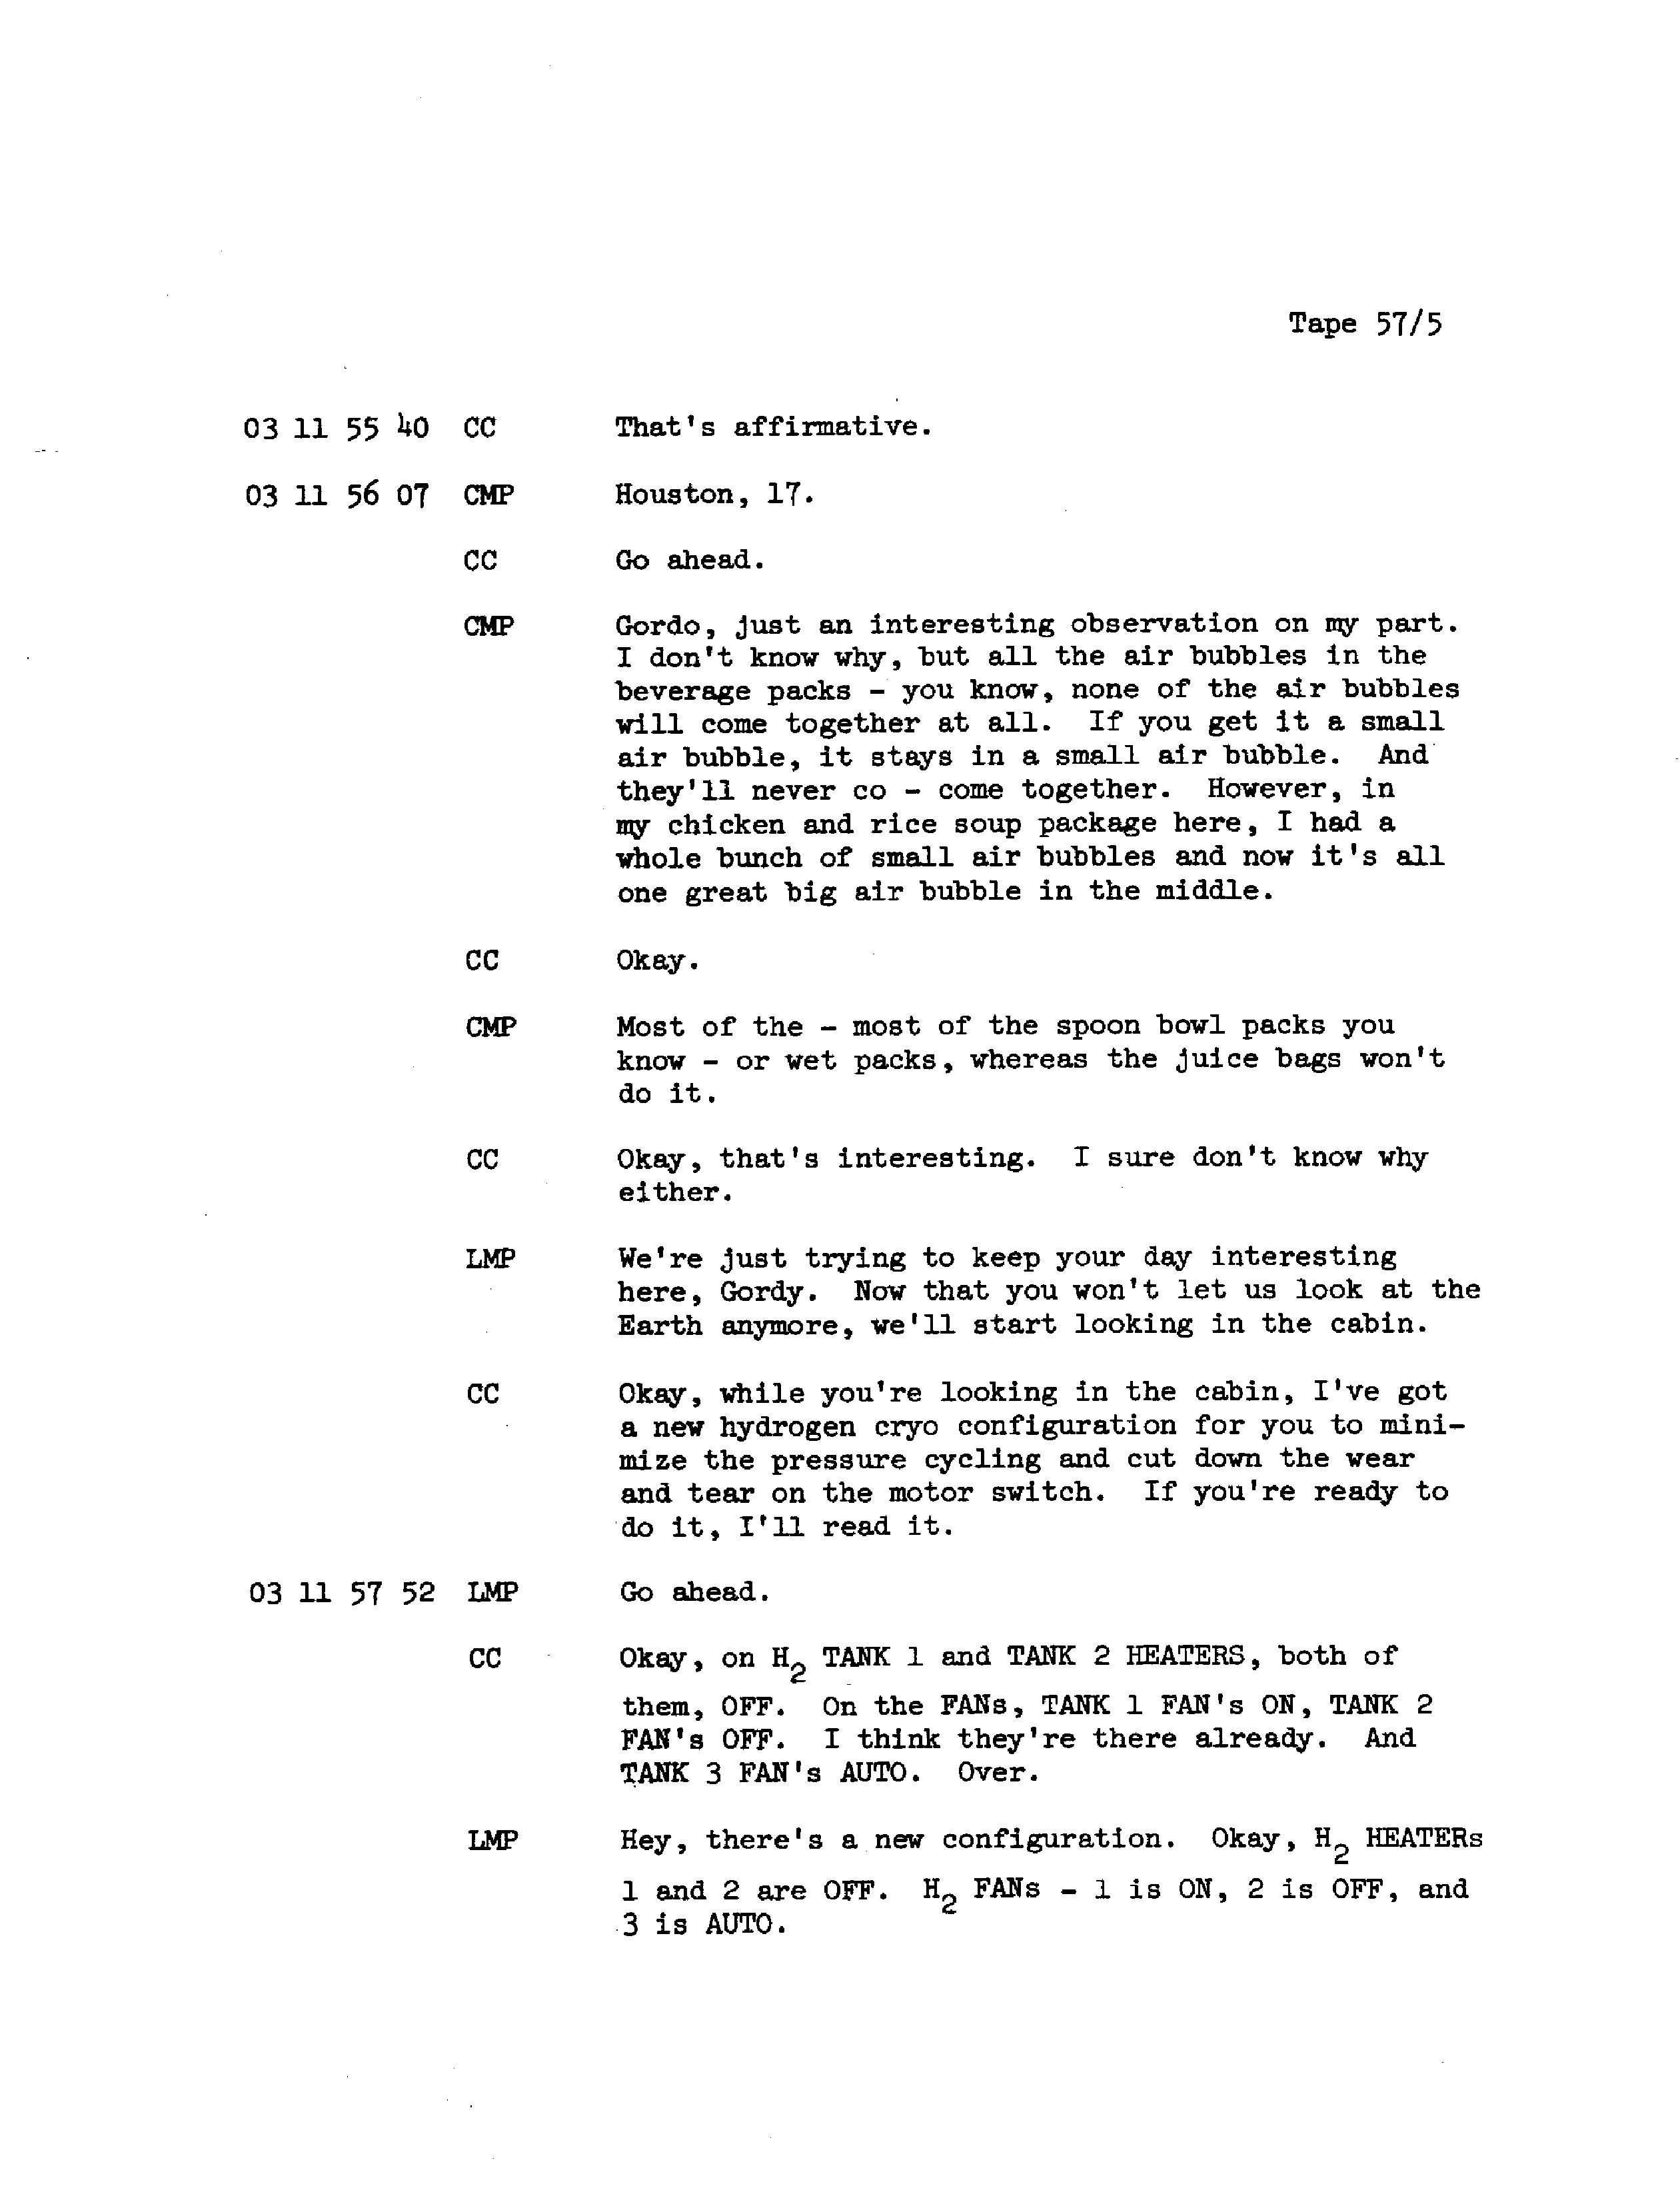 Tape 57/5
03 11 55 40 CC That's affirmative.
03 11 56 07 CMP Houston, 17.
CC Go ahead.
CMP Gordo, just an interesting observation on my part.
I don't know why, but all the air bubbles in the
beverage packs - you know, none of the air bubbles
will come together at all. If you get it a small
air bubble, it stays in a small air bubble. And
they'll never co - come together. However, in
my chicken and rice soup package here, I had a
whole bunch of small air bubbles and now it's all
one great big air bubble in the middle.
CC Okay.
CMP Most of the - most of the spoon bowl packs you
know - or wet packs, whereas the juice bags won't
do it.
CC Okay, that's interesting. I sure don't know why
either.
LMP We're just trying to keep your day interesting
here, Gordy. Now that you won't let us look at the
Earth anymore, we'll start looking in the cabin.
CC Okay, while you're looking in the cabin, I've got
a new hydrogen cryo configuration for you to mini-
mize the pressure cycling and cut down the wear
and tear on the motor switch. If you're ready to
do it, I'll read it.
03 11 57 52 LMP Go ahead.
CC Okay, on H2 TANK 1 and TANK 2 HEATERS, both of
them, OFF. On the FANs, TANK 1 FAN's ON, TANK 2
FAN's OFF. I think they're there already. And
TANK 3 FAN's AUTO. Over.
LMP Hey, there's a new configuration. Okay, H2 HEATERs
1 and 2 are OFF. H2 FANs - 1 is ON, 2 is OFF, and
3 is AUTO.